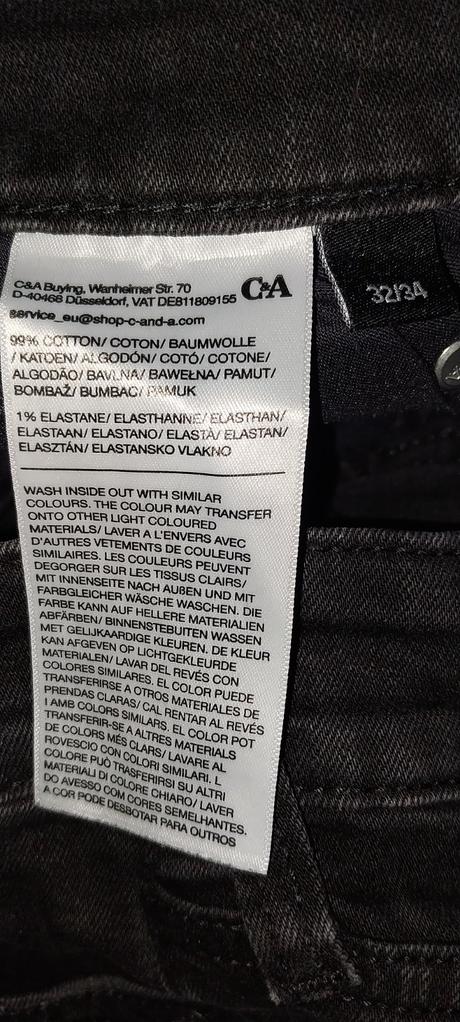 C&A Buying, Wanheimer Str. 70
D-40468 Düsseldorf, VAT DE811809155
C&A
service_eu@shop-c-and-a.com
32/34
99% COTTON/ COTON/ BAUMWOLLE
/ KATOEN/ ALGODÓN/ COTÓ/ COTONE/
ALGODÃO/ BAVLNA/ BAWEŁNA/ PAMUT/
BOMBAŽ/ BUMBAC/ PAMUK
1% ELASTANE/ ELASTHANNE/ ELASTHAN/
ELASTAAN/ ELASTANO/ ELASTÀ/ ELASTAN/
ELASZTÁN/ ELASTANSKO VLAKNO
WASH INSIDE OUT WITH SIMILAR
COLOURS. THE COLOUR MAY TRANSFER
ONTO OTHER LIGHT COLOURED
MATERIALS/ LAVER A L'ENVERS AVEC
D'AUTRES VETEMENTS DE COULEURS
SIMILAIRES. LES COULEURS PEUVENT
DEGORGER SUR LES TISSUS CLAIRS/
MIT INNENSEITE NACH AUßEN UND MIT
FARBGLEICHER WÄSCHE WASCHEN. DIE
FARBE KANN AUF HELLERE MATERIALIEN
ABFÄRBEN/ BINNENSTEBUITEN WASSEN
MET GELIJKAARDIGE KLEUREN. DE KLEUR
KAN AFGEVEN OP LICHTGEKLEURDE
MATERIALEN/ LAVAR DEL REVÉS CON
COLORES SIMILARES. EL COLOR PUEDE
TRANSFERIRSE A OTROS MATERIALES DE
PRENDAS CLARAS/ CAL RENTAR AL REVÉS
I AMB COLORS SIMILARS. EL COLOR POT
TRANSFERIR-SE A ALTRES MATERIALS
DE COLORS MÉS CLARS/ LAVARE AL
ROVESCIO CON COLORI SIMILARI. L
COLORE PUÒ TRASFERIRSI SU ALTRI
MATERIALI DI COLORE CHIARO/ LAVAR
DO AVESSO COM CORES SEMELHANTES.
A COR PODE DESBOTAR PARA OUTROS